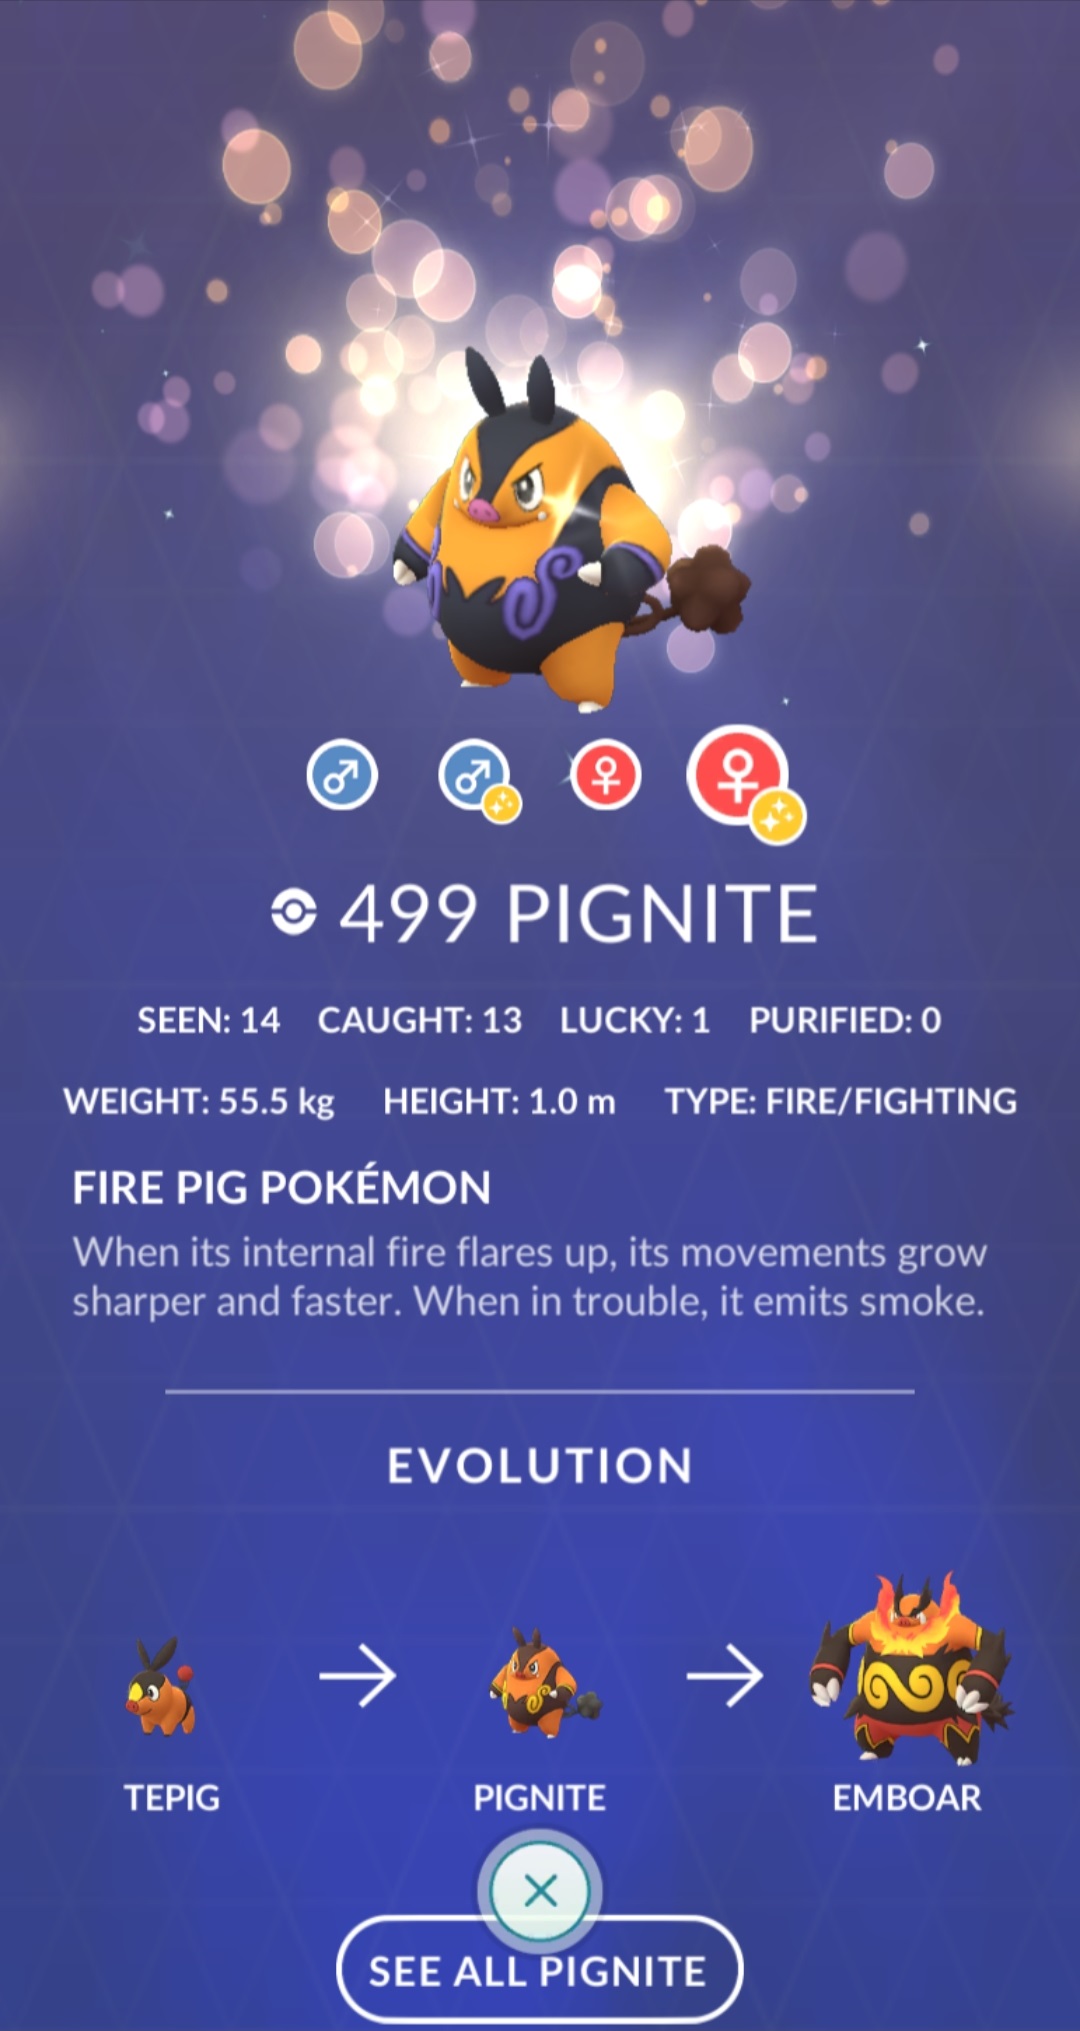 499 PIGNITE
SEEN: 14 CAUGHT: 13 LUCKY: 1 PURIFIED: 0
WEIGHT: 55.5 kg HEIGHT: 1.0 m TYPE: FIRE/FIGHTING
FIRE PIG POKÉMON
When its internal fire flares up, its movements grow
sharper and faster. When in trouble, it emits smoke.
EVOLUTION
TEPIG PIGNITE EMBOAR
SEE ALL PIGNITE